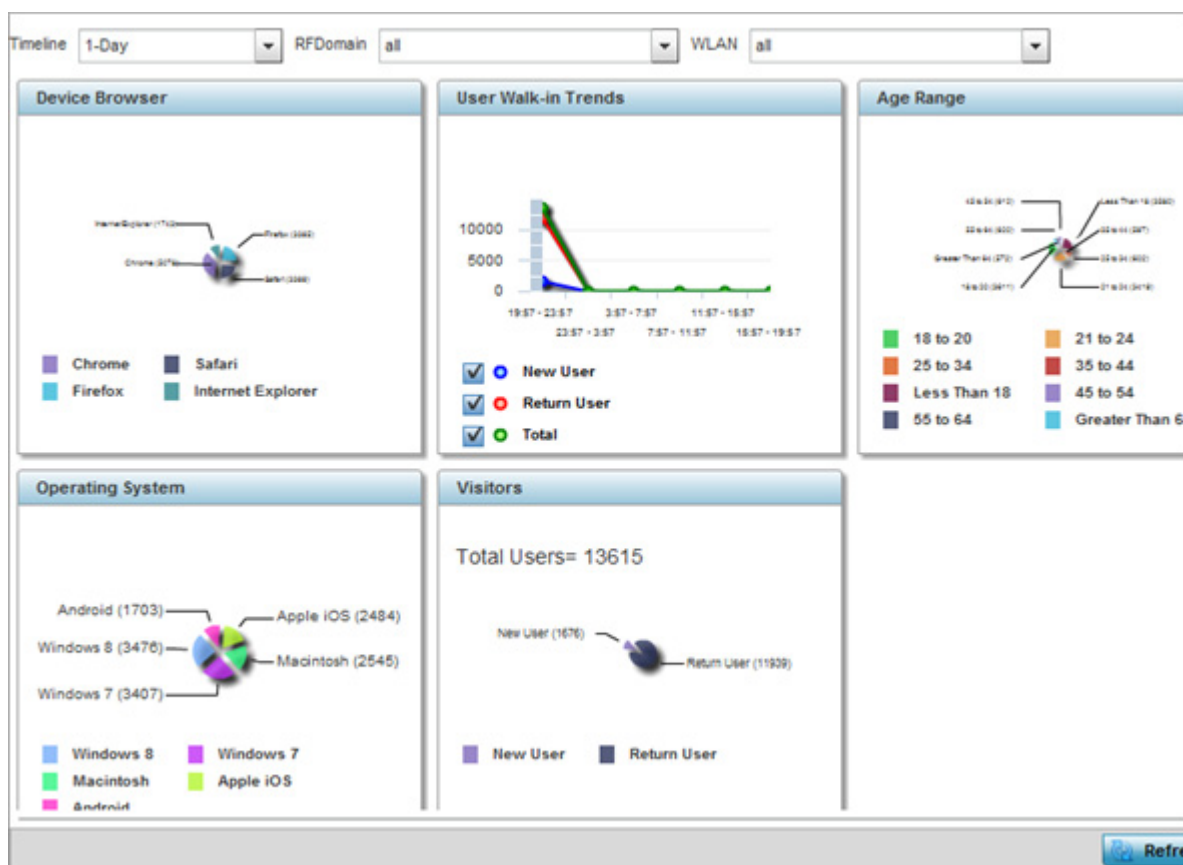 Timeline 1-Day RFDomain all WLAN all
Device Browser
Chrome Safari
Firefox Internet Explorer
User Walk-in Trends
10000
5000
0
19:57 - 23:57 3:57 - 7:57 11:57 - 15:57
23:57 - 3:57 7:57 - 11:57 15:57 - 19:57
New User
Return User
Total
Age Range
18 to 20 21 to 24
25 to 34 35 to 44
Less Than 18 45 to 54
55 to 64 Greater Than 6
Operating System
Android (1703) Apple iOS (2484)
Windows 8 (3476) Macintosh (2545)
Windows 7 (3407)
Windows 8 Windows 7
Macintosh Apple iOS
Android
Visitors
Total Users= 13615
New User (1676)
Return User (11939)
New User Return User
Refre